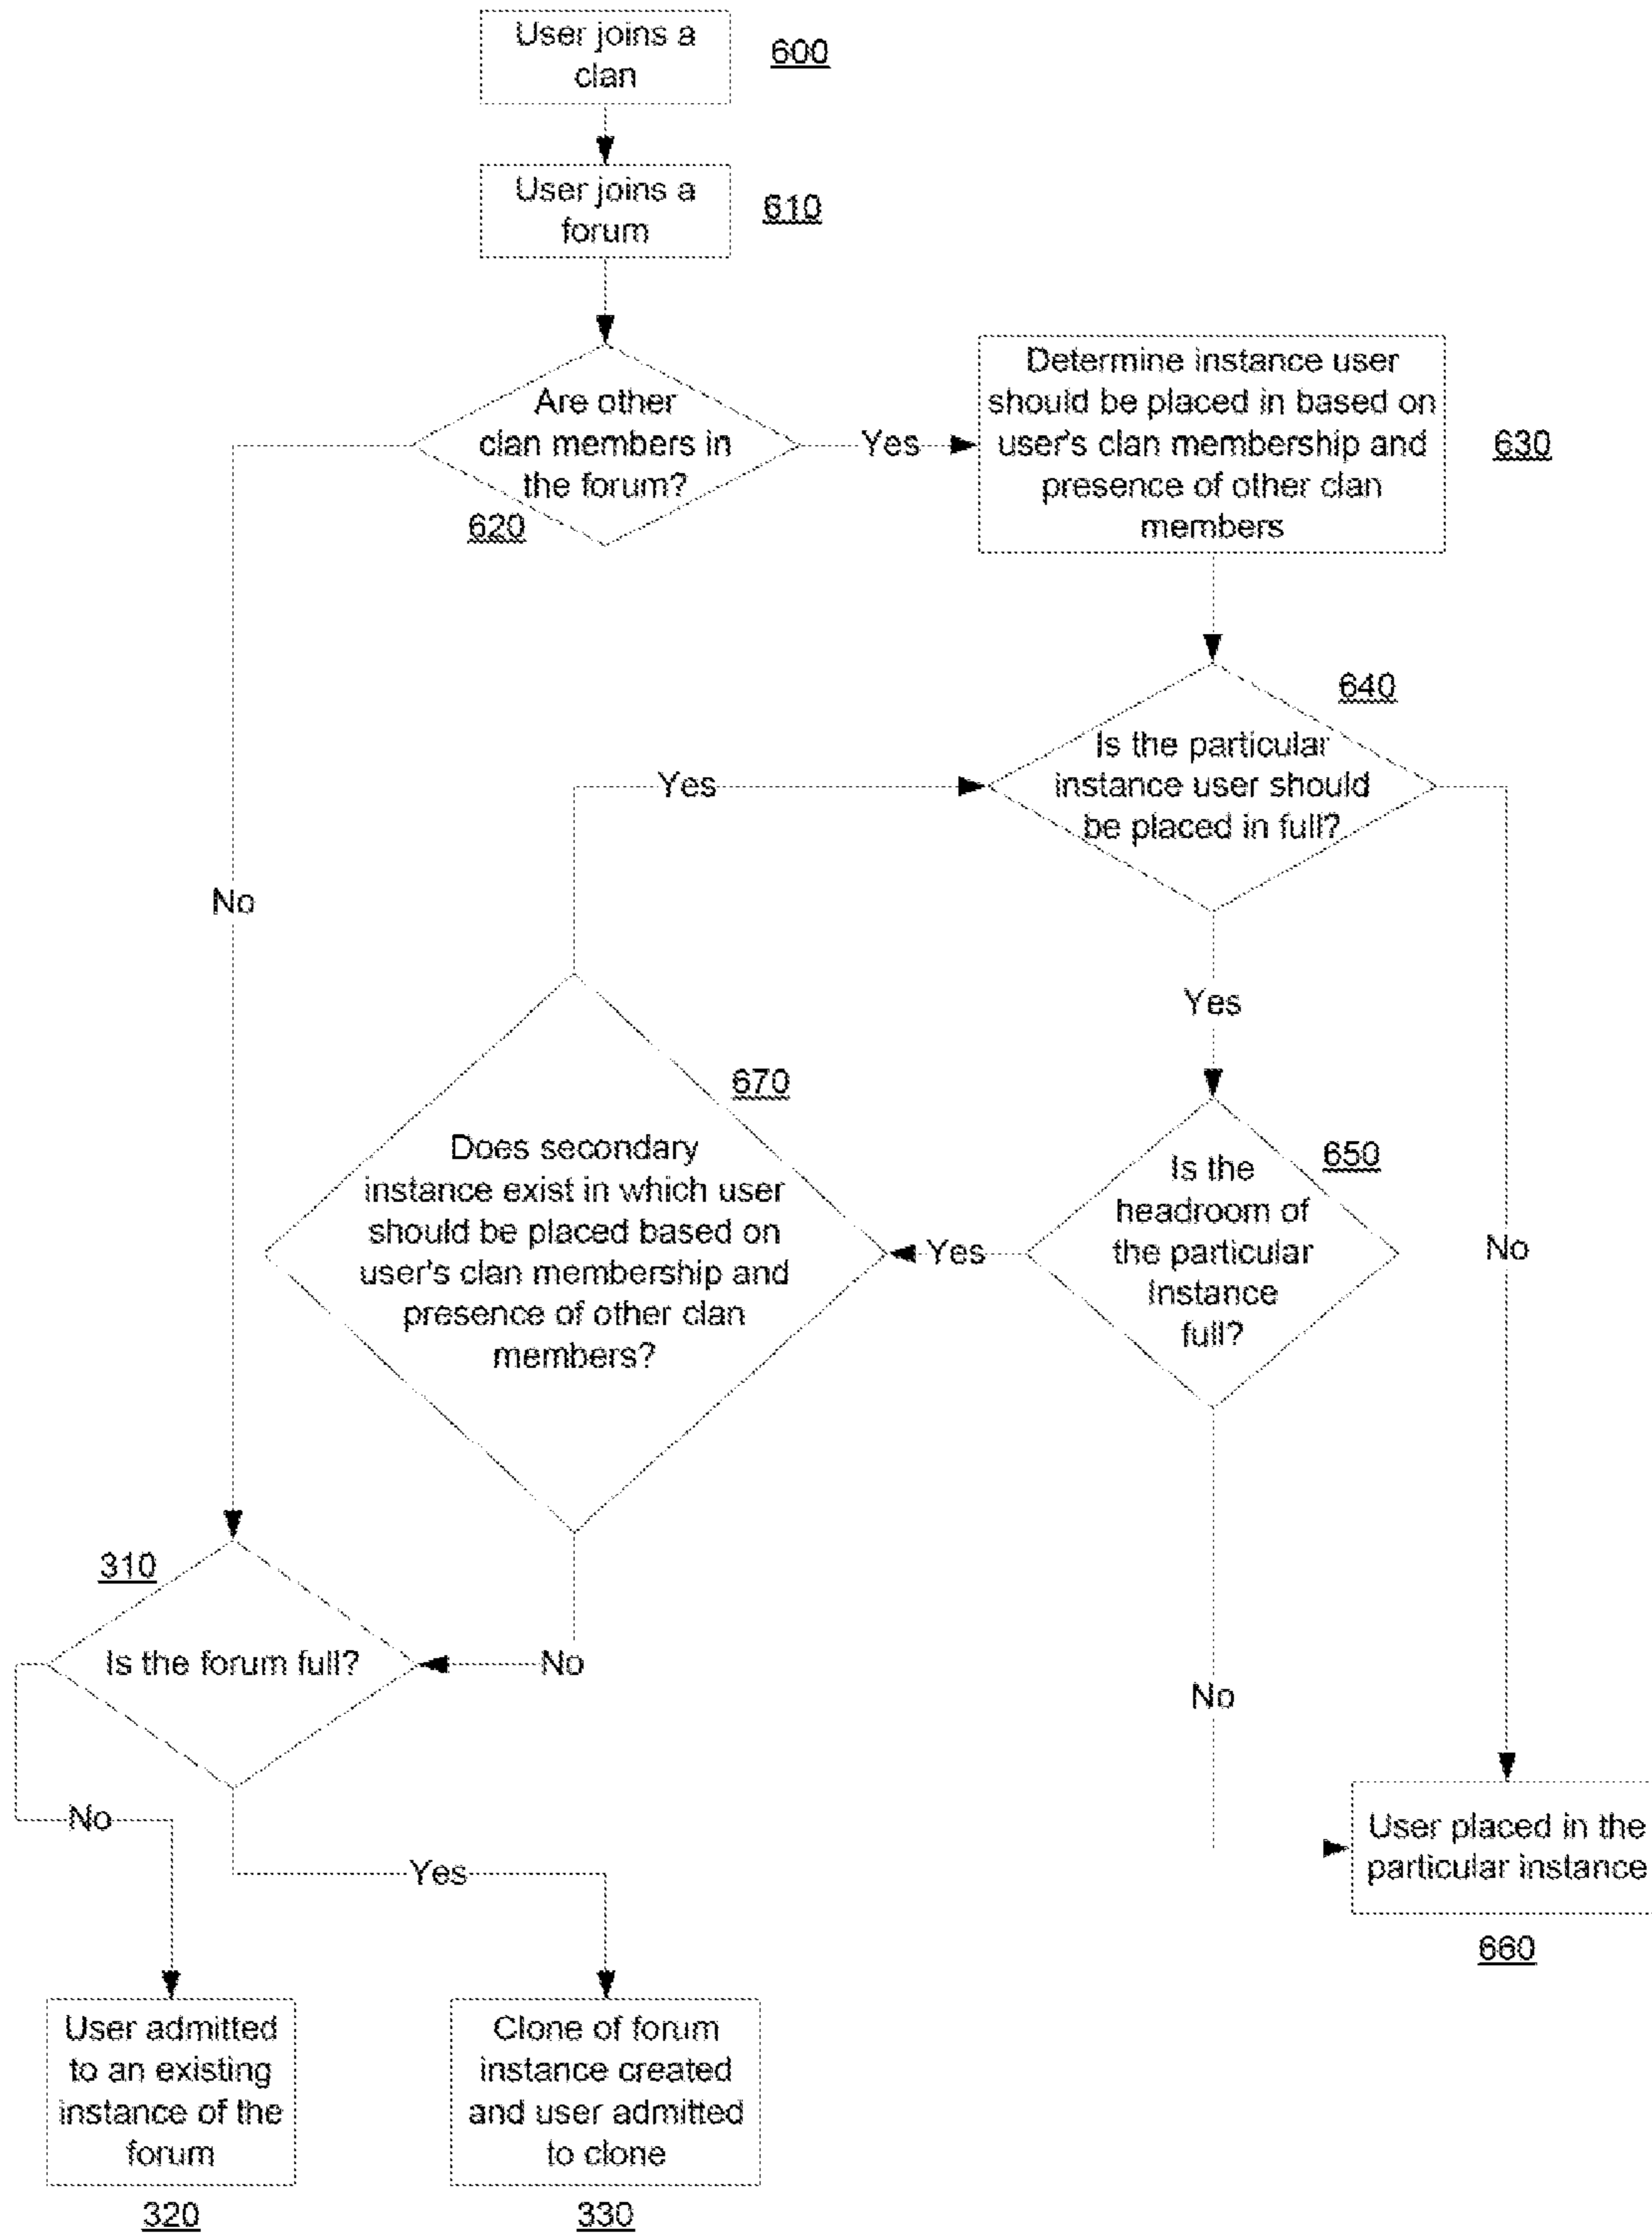 User joins a
clan
600
User joins a
forum
610
Are other
clan members in
the forum?
620
Yes
Determine instance user
should be placed in based on
user's clan membership and
presence of other clan
members
630
640
Is the particular
instance user should
be placed in full?
Yes
No
Yes
670
Does secondary
instance exist in which user
should be placed based on
user's clan membership and
presence of other clan
members?
650
Is the
headroom of
the particular
instance
full?
Yes
No
310
Is the forum full?
No
No
No
Yes
User placed in the
particular instance
660
User admitted
to an existing
instance of the
forum
320
Clone of forum
instance created
and user admitted
to clone
330